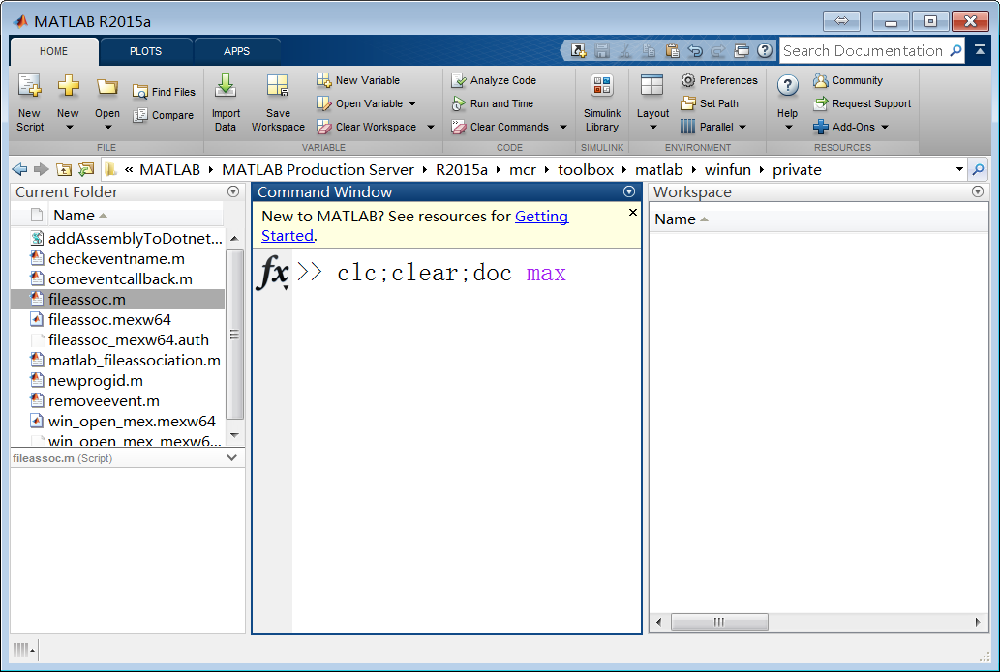 MATLAB R2015a
HOME PLOTS APPS Search Documentation
New Script New Open Find Files Compare
FILE
Import Data Save Workspace New Variable Open Variable Clear Workspace
VARIABLE
Analyze Code Run and Time Clear Commands
CODE
Simulink Library
SIMULINK
Layout Preferences Set Path Parallel
ENVIRONMENT
Help Community Request Support Add-Ons
RESOURCES
« MATLAB MATLAB Production Server R2015a mcr toolbox matlab winfun private
Current Folder
Name
addAssemblyToDotnet...
checkeventname.m
comeventcallback.m
fileassoc.m
fileassoc.mexw64
fileassoc_mexw64.auth
matlab_fileassociation.m
newprogid.m
removeevent.m
win_open_mex.mexw64
win_open_mex_mexw6...
fileassoc.m (Script)
Command Window
New to MATLAB? See resources for Getting
Started.
fx >> clc;clear;doc max
Workspace
Name